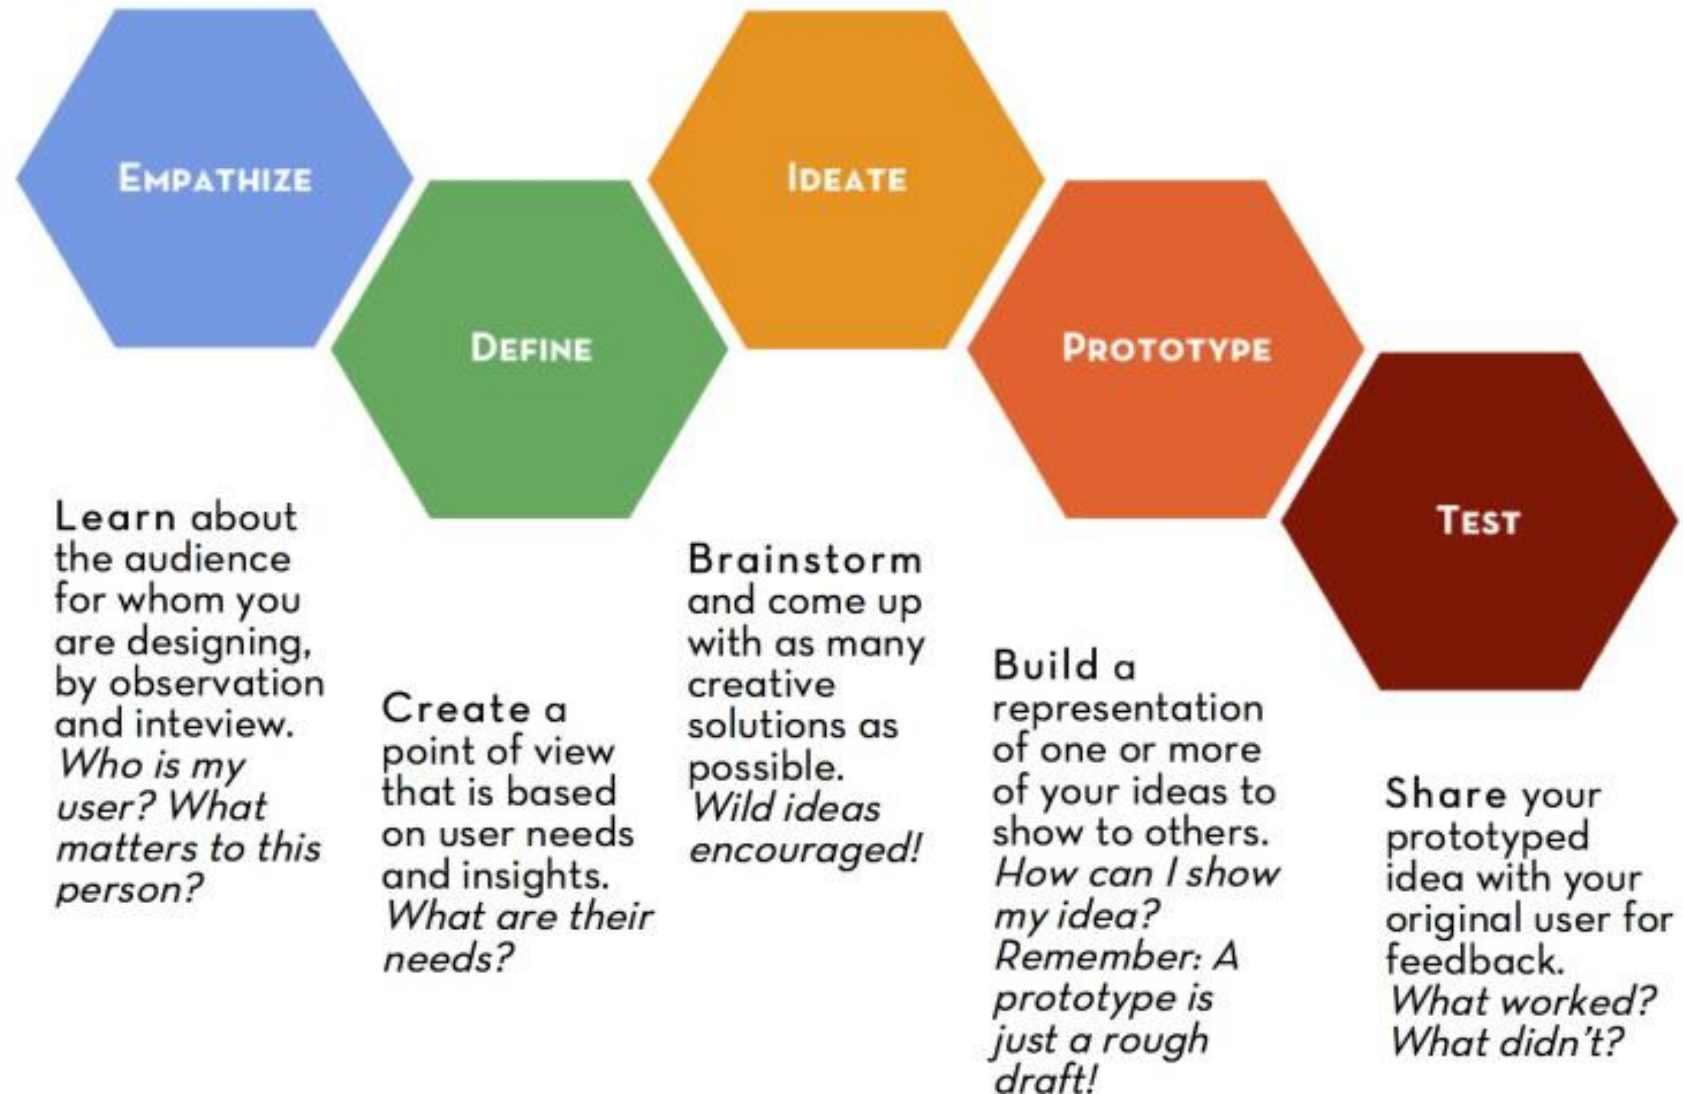 EMPATHIZE
DEFINE
IDEATE
PROTOTYPE
TEST
Learn about
the audience
for whom you
are designing,
by observation
and inteview.
Who is my
user? What
matters to this
person?
Create a
point of view
that is based
on user needs
and insights.
What are their
needs?
Brainstorm
and come up
with as many
creative
solutions as
possible.
Wild ideas
encouraged!
Build a
representation
of one or more
of your ideas to
show to others.
How can I show
my idea?
Remember: A
prototype is
just a rough
draft!
Share your
prototyped
idea with your
original user for
feedback.
What worked?
What didn't?